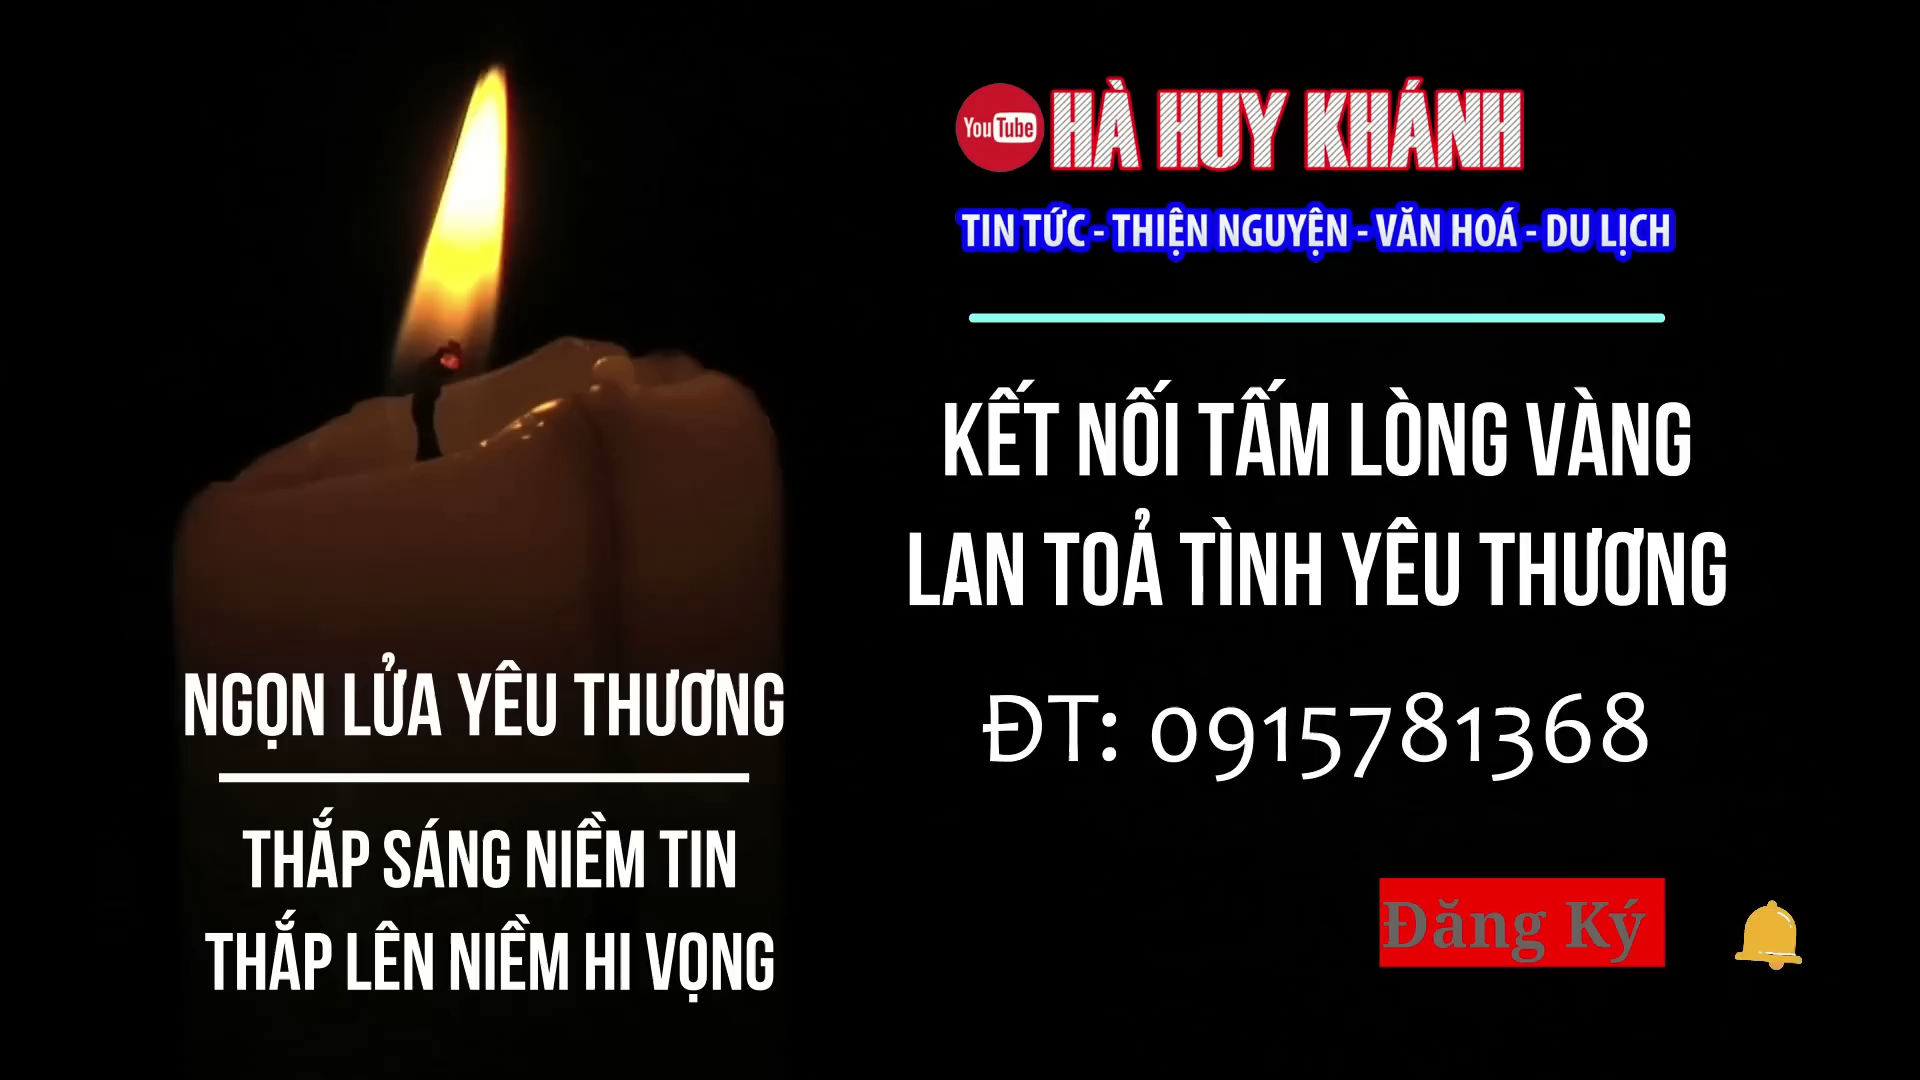 YouTube HÀ HUY KHÁNH
TIN TỨC - THIỆN NGUYỆN - VĂN HOÁ - DU LỊCH
KẾT NỐI TẤM LÒNG VÀNG
LAN TOẢ TÌNH YÊU THƯƠNG
ĐT: 0915781368
NGỌN LỬA YÊU THƯƠNG
THẮP SÁNG NIỀM TIN
THẮP LÊN NIỀM HI VỌNG
Đăng Ký